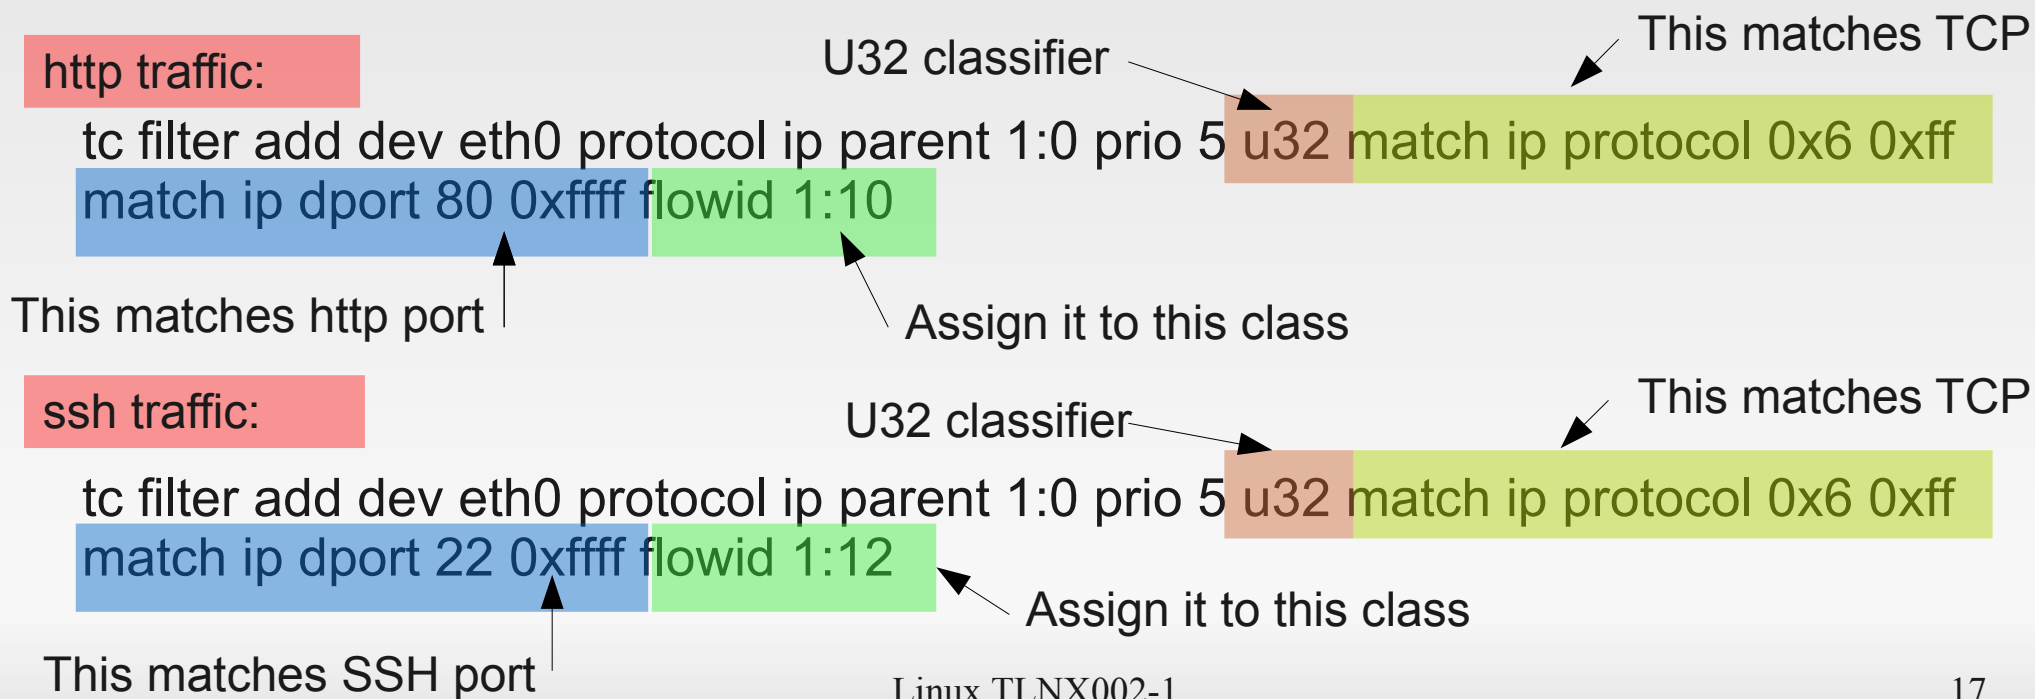 This matches TCP
U32 classifier
http traffic:
tc filter add dev eth0 protocol ip parent 1:0 prio 5 u32 match ip protocol 0x6 0xff
match ip dport 80 0xffff flowid 1:10
This matches http port
Assign it to this class
This matches TCP
ssh traffic:
U32 classifier
tc filter add dev eth0 protocol ip parent 1:0 prio 5 u32 match ip protocol 0x6 0xff
match ip dport 22 0xffff flowid 1:12
Assign it to this class
This matches SSH port
Linux TLNX002-1
17